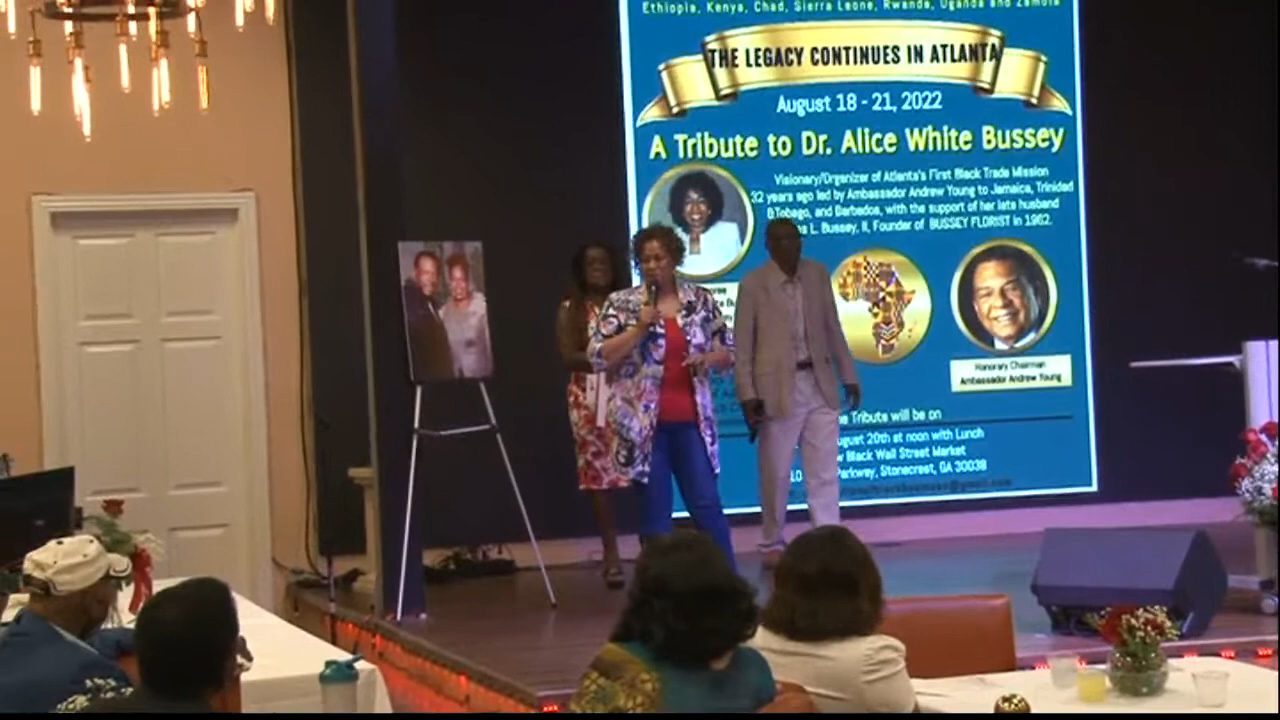 Ethiopia, Kenya, Chad, Sierra Leone, Rwanda, Uganda and Zambia
THE LEGACY CONTINUES IN ATLANTA
August 18 - 21, 2022
A Tribute to Dr. Alice White Bussey
Visionary/Organizer of Atlanta's First Black Trade Mission
32 years ago led by Ambassador Andrew Young to Jamaica, Trinidad
&Tobago, and Barbados, with the support of her late husband
L. Bussey, II, Founder of BUSSEY FLORIST in 1962.
Honorary Chairman
Ambassador Andrew Young
Tribute will be on
20th at noon with Lunch
Black Wall Street Market
Parkway, Stonecrest, GA 30038